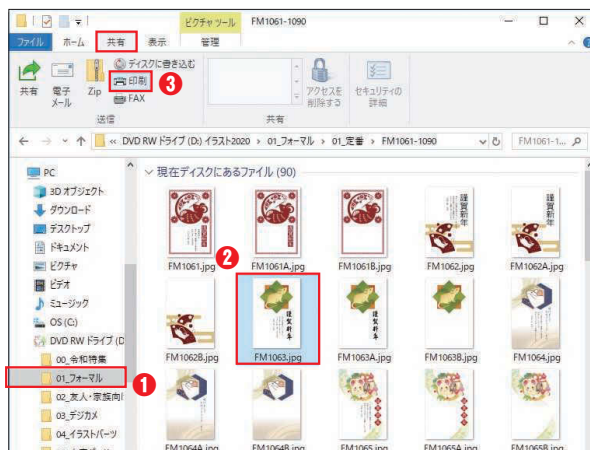 ピクチャ ツール
FM1061-1090
ファイル
ホーム
共有
表示
管理
共有
電子
メール
Zip
ディスクに書き込む
印刷
FAX
3
アクセスを
削除する
セキュリティの
詳細
送信
共有
« DVD RW ドライブ (D:) イラスト2020 › 01_フォーマル › 01_定番 › FM1061-1090
FM1061-1...
PC
3D オブジェクト
ダウンロード
デスクトップ
ドキュメント
ピクチャ
ビデオ
ミュージック
OS (C:)
DVD RW ドライブ (D
00_令和特集
01_フォーマル
1
02_友人・家族向け
03_デジカメ
04_イラストパーツ
現在ディスクにあるファイル (90)
謹賀新年
謹賀新年
FM1061.jpg
2
FM1061A.jpg
FM1061B.jpg
FM1062.jpg
FM1062A.jpg
謹賀新年
謹賀新年
FM1062B.jpg
FM1063.jpg
FM1063A.jpg
FM1063B.jpg
FM1064.jpg
FM1064A.jpg
FM1064B.jpg
FM1065.jpg
FM1065A.jpg
FM1065B.jpg